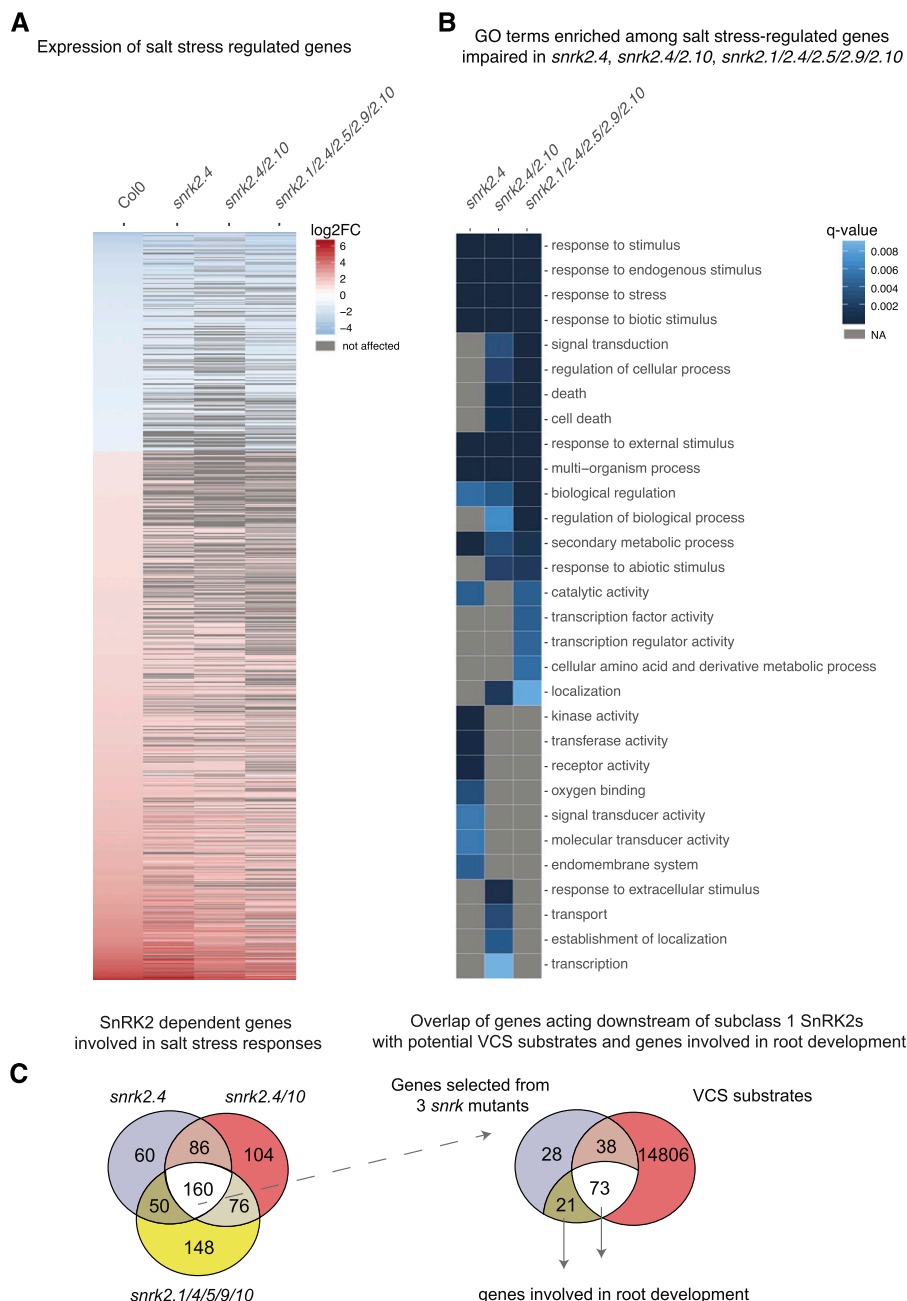 A
Expression of salt stress regulated genes
Col0
snrk2.4
snrk2.4/2.10
snrk2.1/2.4/2.5/2.9/2.10
log2FC
6
4
2
0
−2
−4
not affected
B
GO terms enriched among salt stress-regulated genes
impaired in snrk2.4, snrk2.4/2.10, snrk2.1/2.4/2.5/2.9/2.10
snrk2.4
snrk2.4/2.10
snrk2.1/2.4/2.5/2.9/2.10
q-value
0.008
0.006
0.004
0.002
NA
- response to stimulus
- response to endogenous stimulus
- response to stress
- response to biotic stimulus
- signal transduction
- regulation of cellular process
- death
- cell death
- response to external stimulus
- multi−organism process
- biological regulation
- regulation of biological process
- secondary metabolic process
- response to abiotic stimulus
- catalytic activity
- transcription factor activity
- transcription regulator activity
- cellular amino acid and derivative metabolic process
- localization
- kinase activity
- transferase activity
- receptor activity
- oxygen binding
- signal transducer activity
- molecular transducer activity
- endomembrane system
- response to extracellular stimulus
- transport
- establishment of localization
- transcription
C
SnRK2 dependent genes
involved in salt stress responses
snrk2.4
snrk2.4/10
60
86
104
160
50
76
148
snrk2.1/4/5/9/10
Overlap of genes acting downstream of subclass 1 SnRK2s
with potential VCS substrates and genes involved in root development
Genes selected from
3 snrk mutants
VCS substrates
28
38
14806
73
21
genes involved in root development